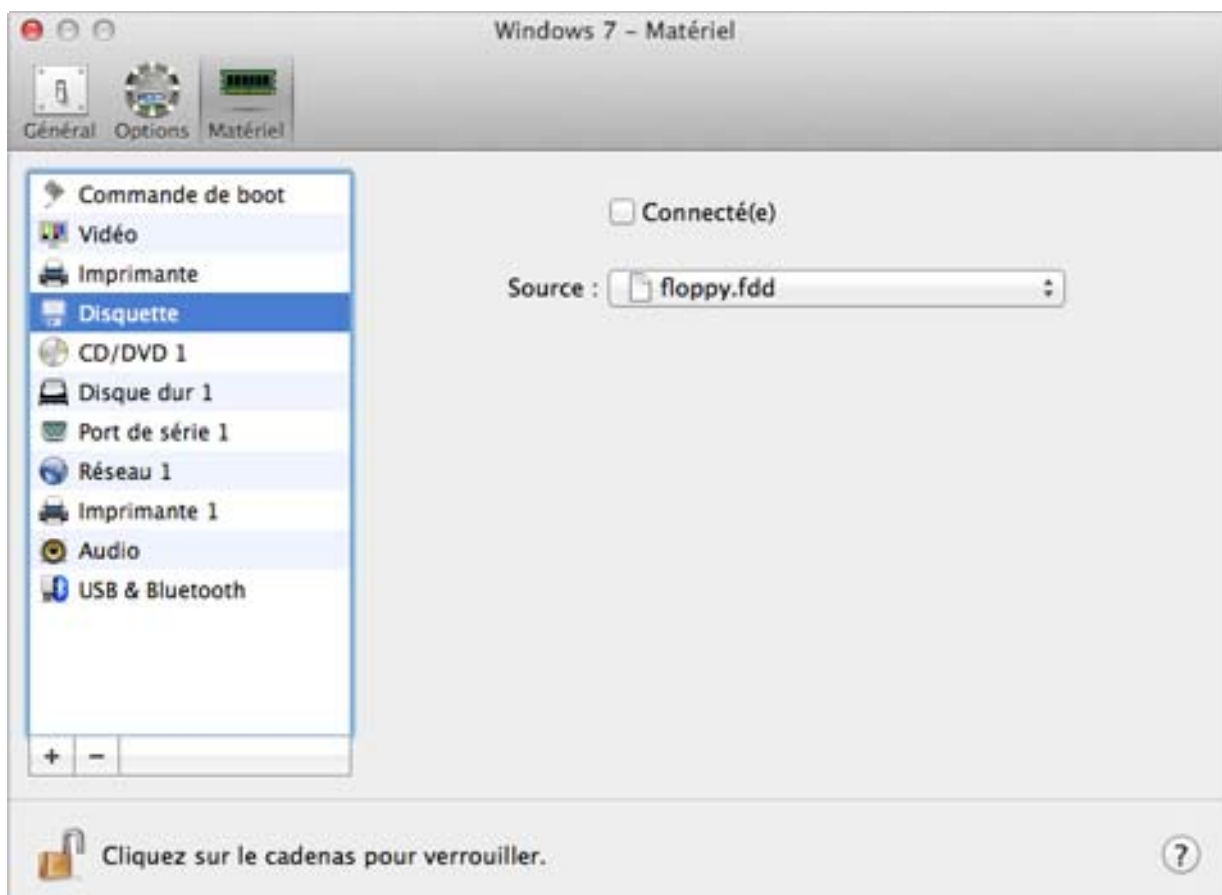 Windows 7 – Matériel
Général Options Matériel
Commande de boot
Vidéo
Imprimante
Disquette
CD/DVD 1
Disque dur 1
Port de série 1
Réseau 1
Imprimante 1
Audio
USB & Bluetooth
Connecté(e)
Source : floppy.fdd
+ −
Cliquez sur le cadenas pour verrouiller.
?